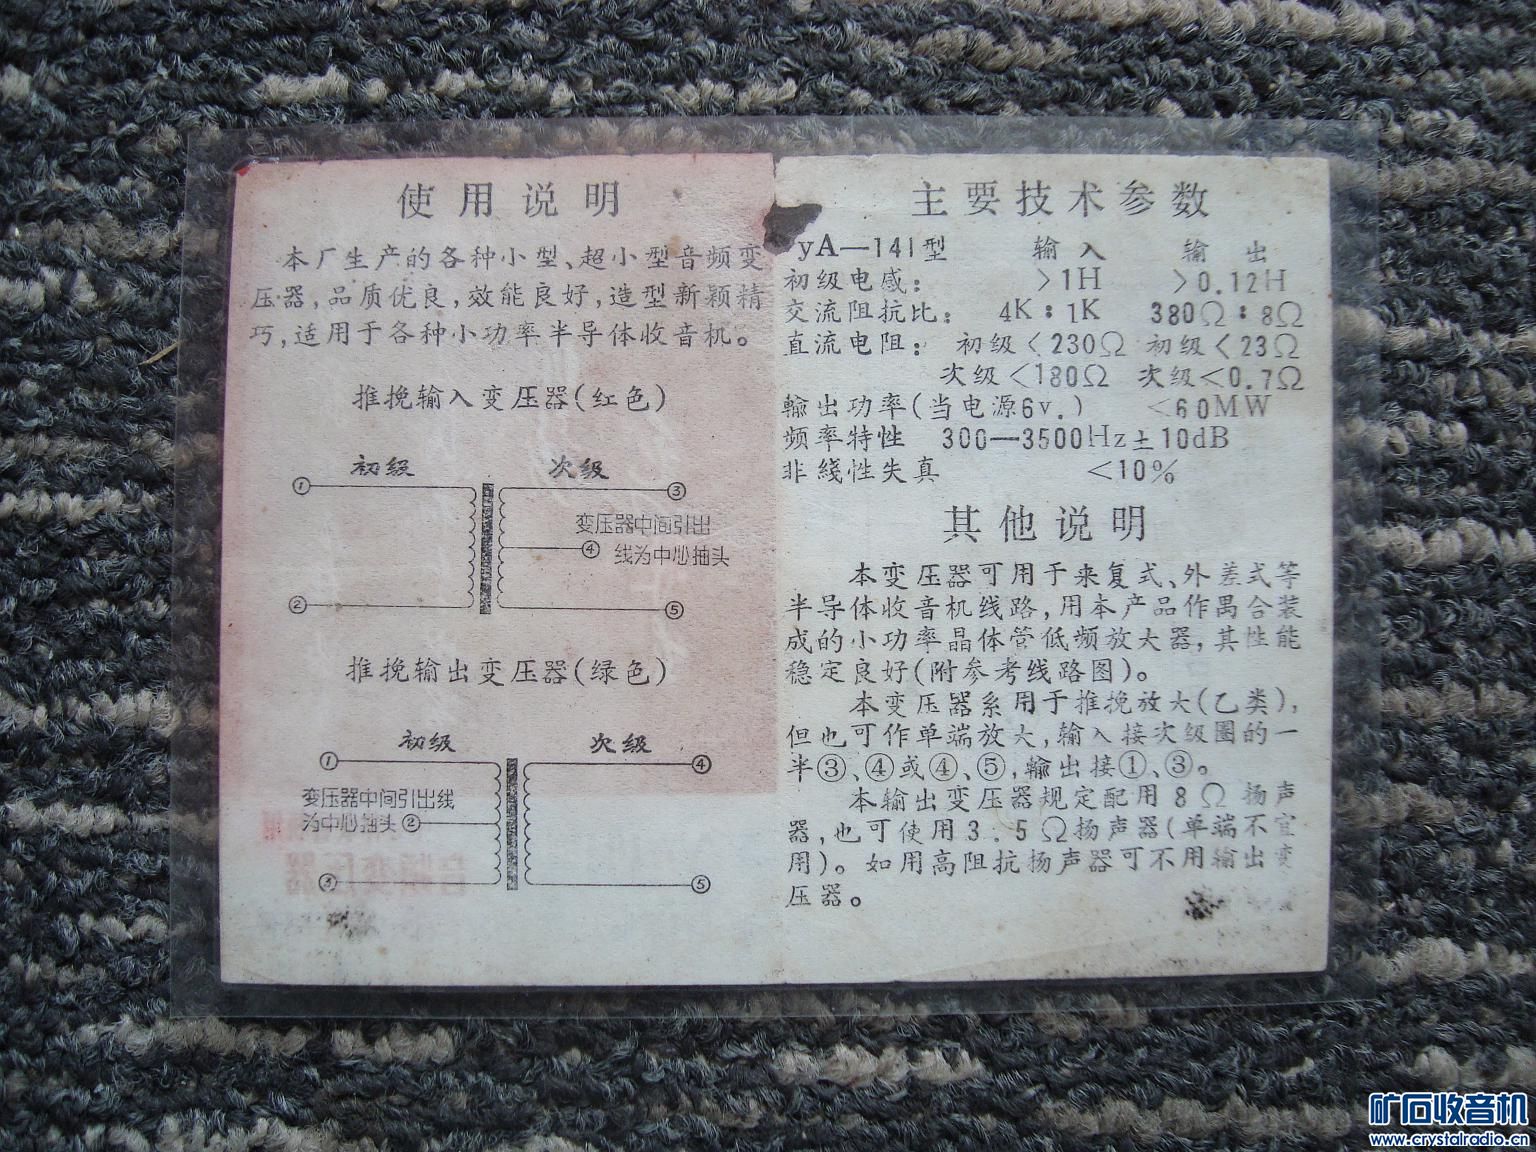 使用说明
本厂生产的各种小型、超小型音频变
压器,品质优良,效能良好,造型新颖精
巧,适用于各种小功率半导体收音机。
推挽输入变压器(红色)
初级 次级
① ③
变压器中间引出
④ 线为中心抽头
② ⑤
推挽输出变压器(绿色)
初级 次级
① ④
变压器中间引出线
为中心抽头②
③ ⑤
音频变压器
主要技术参数
yA—141型 输入 输出
初级电感: >1H >0.12H
交流阻抗比: 4K:1K 380Ω:8Ω
直流电阻: 初级<230Ω 初级<23Ω
次级<180Ω 次级<0.7Ω
輸出功率(当电源6v.) <60MW
频率特性 300—3500Hz±10dB
非綫性失真 <10%
其他说明
本变压器可用于来复式、外差式等
半导体收音机线路,用本产品作禺合装
成的小功率晶体管低频放大器,其性能
稳定良好(附参考线路图)。
本变压器系用于推挽放大(乙类),
但也可作单端放大,输入接次级圈的一
半③、④或④、⑤,輸出接①、③。
本输出变压器规定配用8Ω扬声
器,也可使用3.5Ω扬声器(单端不宜
用)。如用高阻抗扬声器可不用输出变
压器。
矿石收音机
www.crystalradio.cn